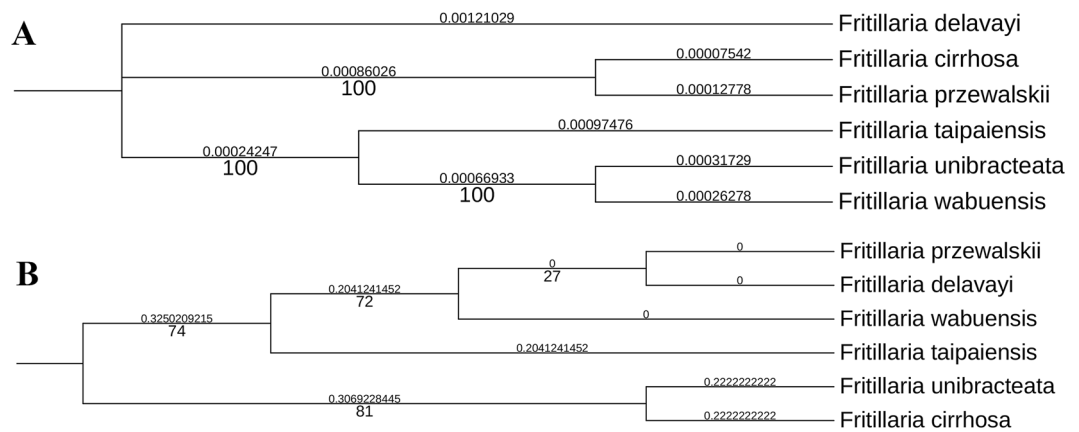 A
0.00121029
Fritillaria delavayi
0.00007542
Fritillaria cirrhosa
0.00086026
100
0.00012778
Fritillaria przewalskii
0.00097476
Fritillaria taipaiensis
0.00024247
100
0.00031729
Fritillaria unibracteata
0.00066933
100
0.00026278
Fritillaria wabuensis
B
0
Fritillaria przewalskii
0
27
0
Fritillaria delavayi
0.2041241452
72
0
Fritillaria wabuensis
0.3250209215
74
0.2041241452
Fritillaria taipaiensis
0.2222222222
Fritillaria unibracteata
0.3069228445
81
0.2222222222
Fritillaria cirrhosa